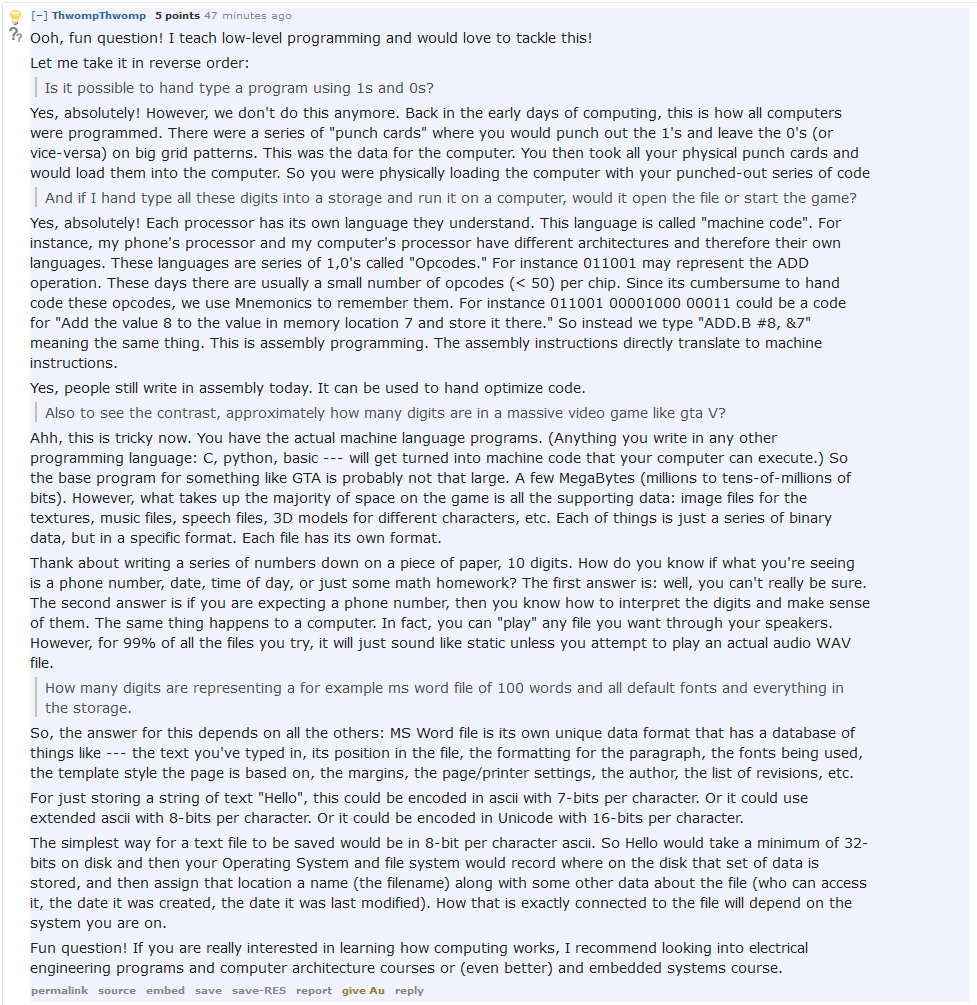 [–] ThwompThwomp 5 points 47 minutes ago
Ooh, fun question! I teach low-level programming and would love to tackle this!
Let me take it in reverse order:
Is it possible to hand type a program using 1s and 0s?
Yes, absolutely! However, we don't do this anymore. Back in the early days of computing, this is how all computers
were programmed. There were a series of "punch cards" where you would punch out the 1's and leave the 0's (or
vice-versa) on big grid patterns. This was the data for the computer. You then took all your physical punch cards and
would load them into the computer. So you were physically loading the computer with your punched-out series of code
And if I hand type all these digits into a storage and run it on a computer, would it open the file or start the game?
Yes, absolutely! Each processor has its own language they understand. This language is called "machine code". For
instance, my phone's processor and my computer's processor have different architectures and therefore their own
languages. These languages are series of 1,0's called "Opcodes." For instance 011001 may represent the ADD
operation. These days there are usually a small number of opcodes (< 50) per chip. Since its cumbersume to hand
code these opcodes, we use Mnemonics to remember them. For instance 011001 00001000 00011 could be a code
for "Add the value 8 to the value in memory location 7 and store it there." So instead we type "ADD.B #8, &7"
meaning the same thing. This is assembly programming. The assembly instructions directly translate to machine
instructions.
Yes, people still write in assembly today. It can be used to hand optimize code.
Also to see the contrast, approximately how many digits are in a massive video game like gta V?
Ahh, this is tricky now. You have the actual machine language programs. (Anything you write in any other
programming language: C, python, basic --- will get turned into machine code that your computer can execute.) So
the base program for something like GTA is probably not that large. A few MegaBytes (millions to tens-of-millions of
bits). However, what takes up the majority of space on the game is all the supporting data: image files for the
textures, music files, speech files, 3D models for different characters, etc. Each of things is just a series of binary
data, but in a specific format. Each file has its own format.
Thank about writing a series of numbers down on a piece of paper, 10 digits. How do you know if what you're seeing
is a phone number, date, time of day, or just some math homework? The first answer is: well, you can't really be sure.
The second answer is if you are expecting a phone number, then you know how to interpret the digits and make sense
of them. The same thing happens to a computer. In fact, you can "play" any file you want through your speakers.
However, for 99% of all the files you try, it will just sound like static unless you attempt to play an actual audio WAV
file.
How many digits are representing a for example ms word file of 100 words and all default fonts and everything in
the storage.
So, the answer for this depends on all the others: MS Word file is its own unique data format that has a database of
things like --- the text you've typed in, its position in the file, the formatting for the paragraph, the fonts being used,
the template style the page is based on, the margins, the page/printer settings, the author, the list of revisions, etc.
For just storing a string of text "Hello", this could be encoded in ascii with 7-bits per character. Or it could use
extended ascii with 8-bits per character. Or it could be encoded in Unicode with 16-bits per character.
The simplest way for a text file to be saved would be in 8-bit per character ascii. So Hello would take a minimum of 32-
bits on disk and then your Operating System and file system would record where on the disk that set of data is
stored, and then assign that location a name (the filename) along with some other data about the file (who can access
it, the date it was created, the date it was last modified). How that is exactly connected to the file will depend on the
system you are on.
Fun question! If you are really interested in learning how computing works, I recommend looking into electrical
engineering programs and computer architecture courses or (even better) and embedded systems course.
permalink source embed save save-RES report give Au reply